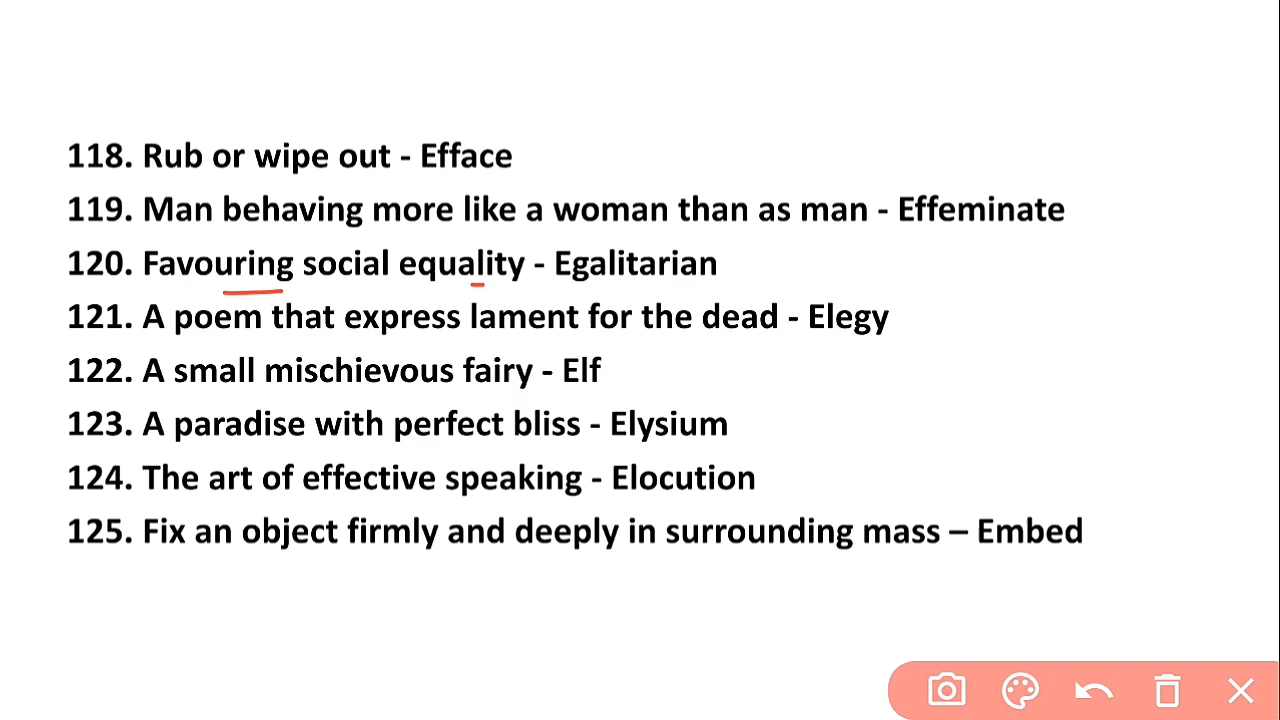 118. Rub or wipe out - Efface
119. Man behaving more like a woman than as man - Effeminate
120. Favouring social equality - Egalitarian
121. A poem that express lament for the dead - Elegy
122. A small mischievous fairy - Elf
123. A paradise with perfect bliss - Elysium
124. The art of effective speaking - Elocution
125. Fix an object firmly and deeply in surrounding mass – Embed